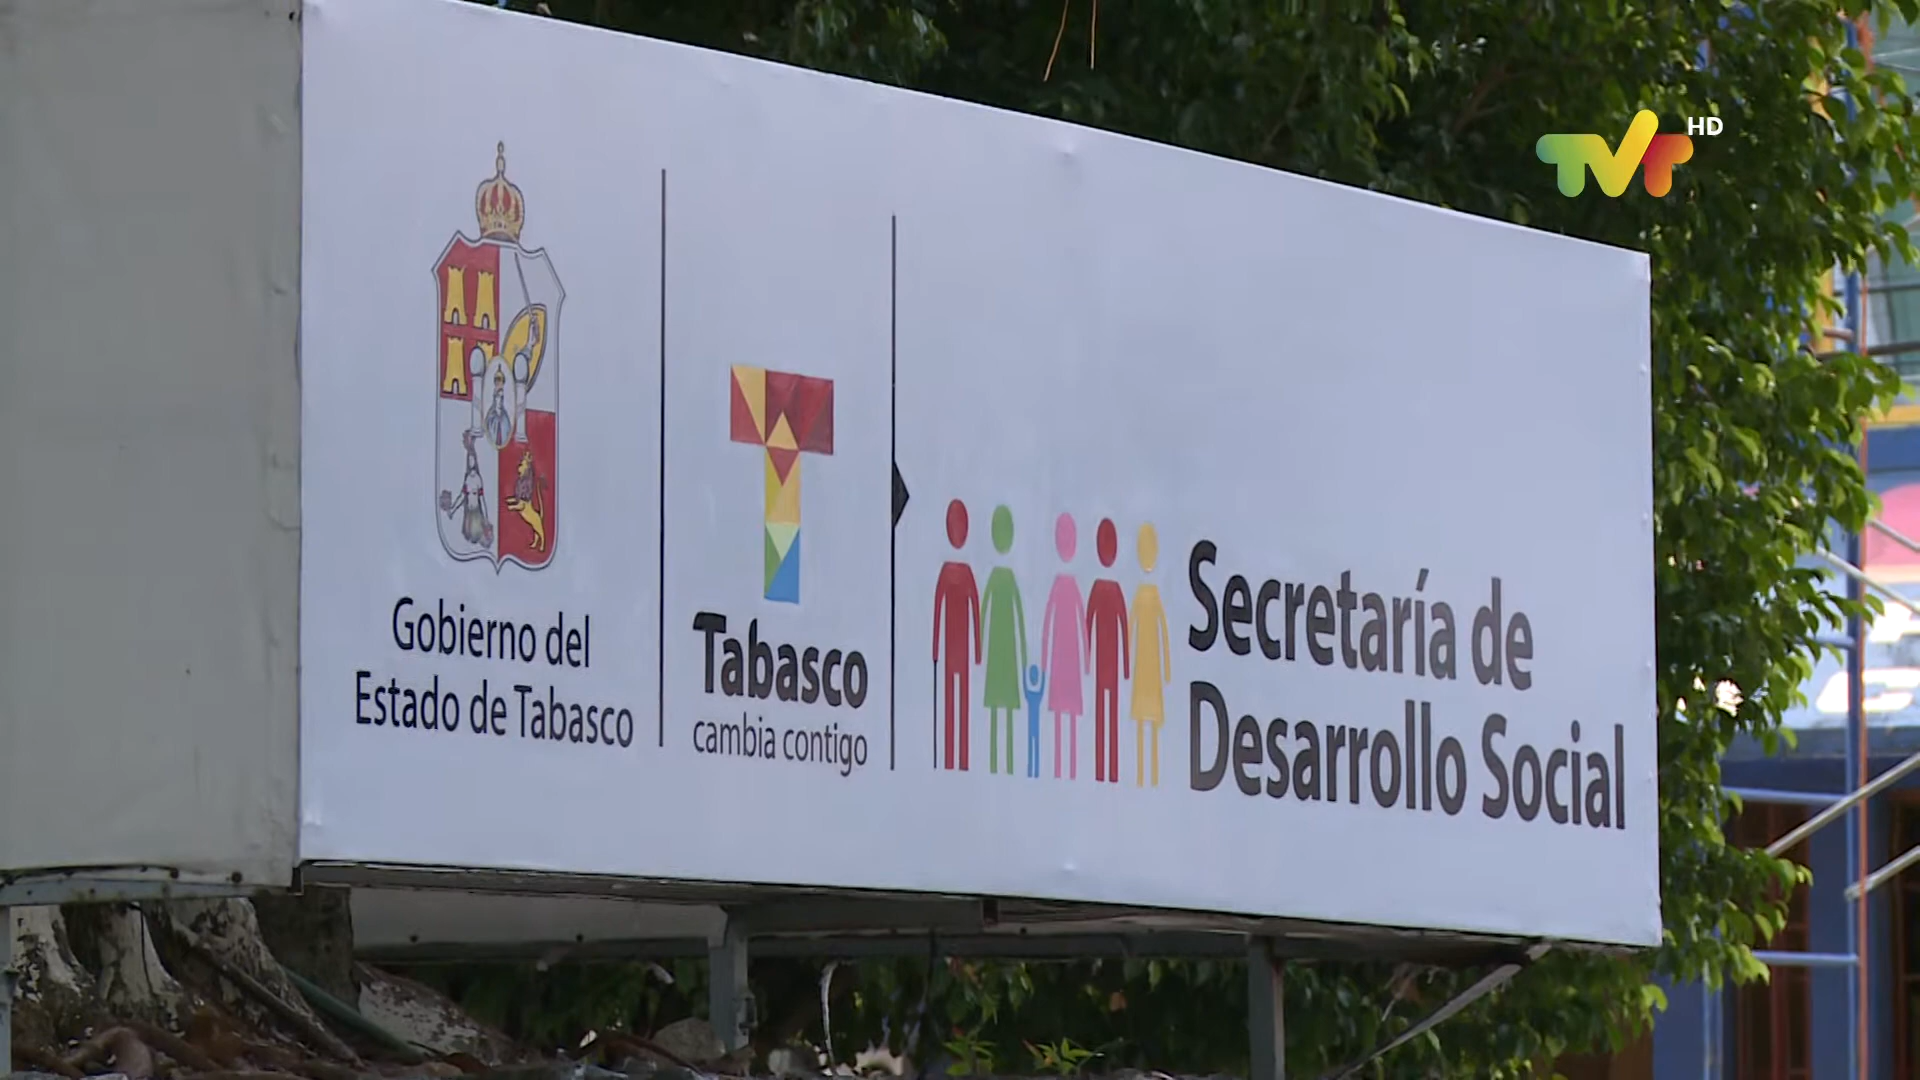 Gobierno del
Estado de Tabasco
Tabasco
cambia contigo
Secretaría de
Desarrollo Social
TVT HD